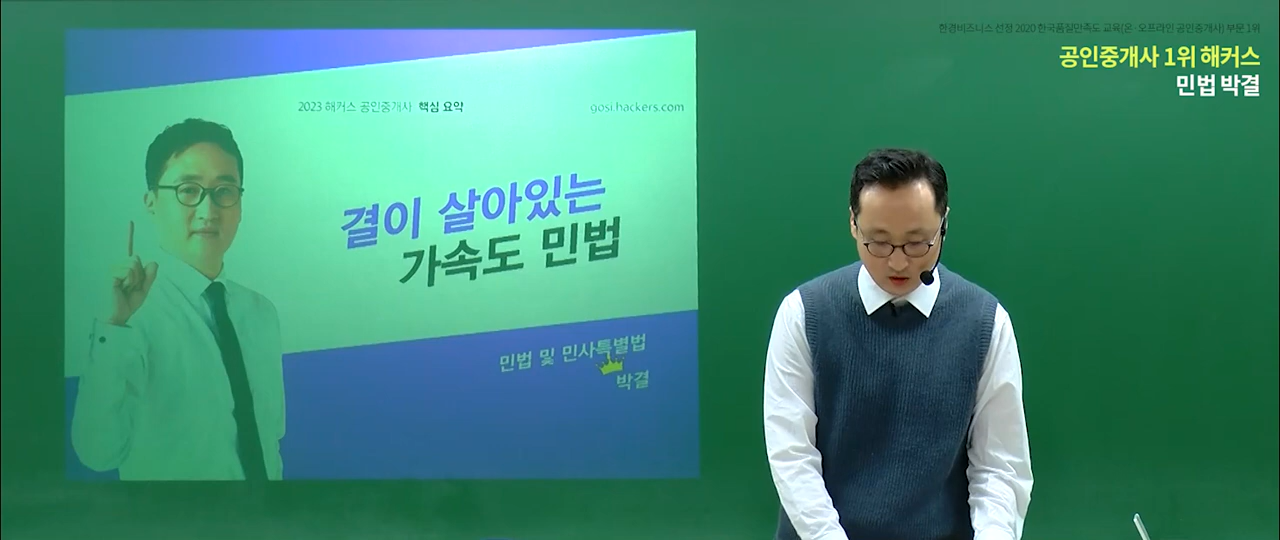 한경비즈니스 선정 2020 한국품질만족도 교육(온·오프라인 공인중개사) 부문 1위
공인중개사 1위 해커스
민법 박결
2023 해커스 공인중개사 핵심 요약
gosi.hackers.com
결이 살아있는
가속도 민법
민법 및 민사특별법
박결